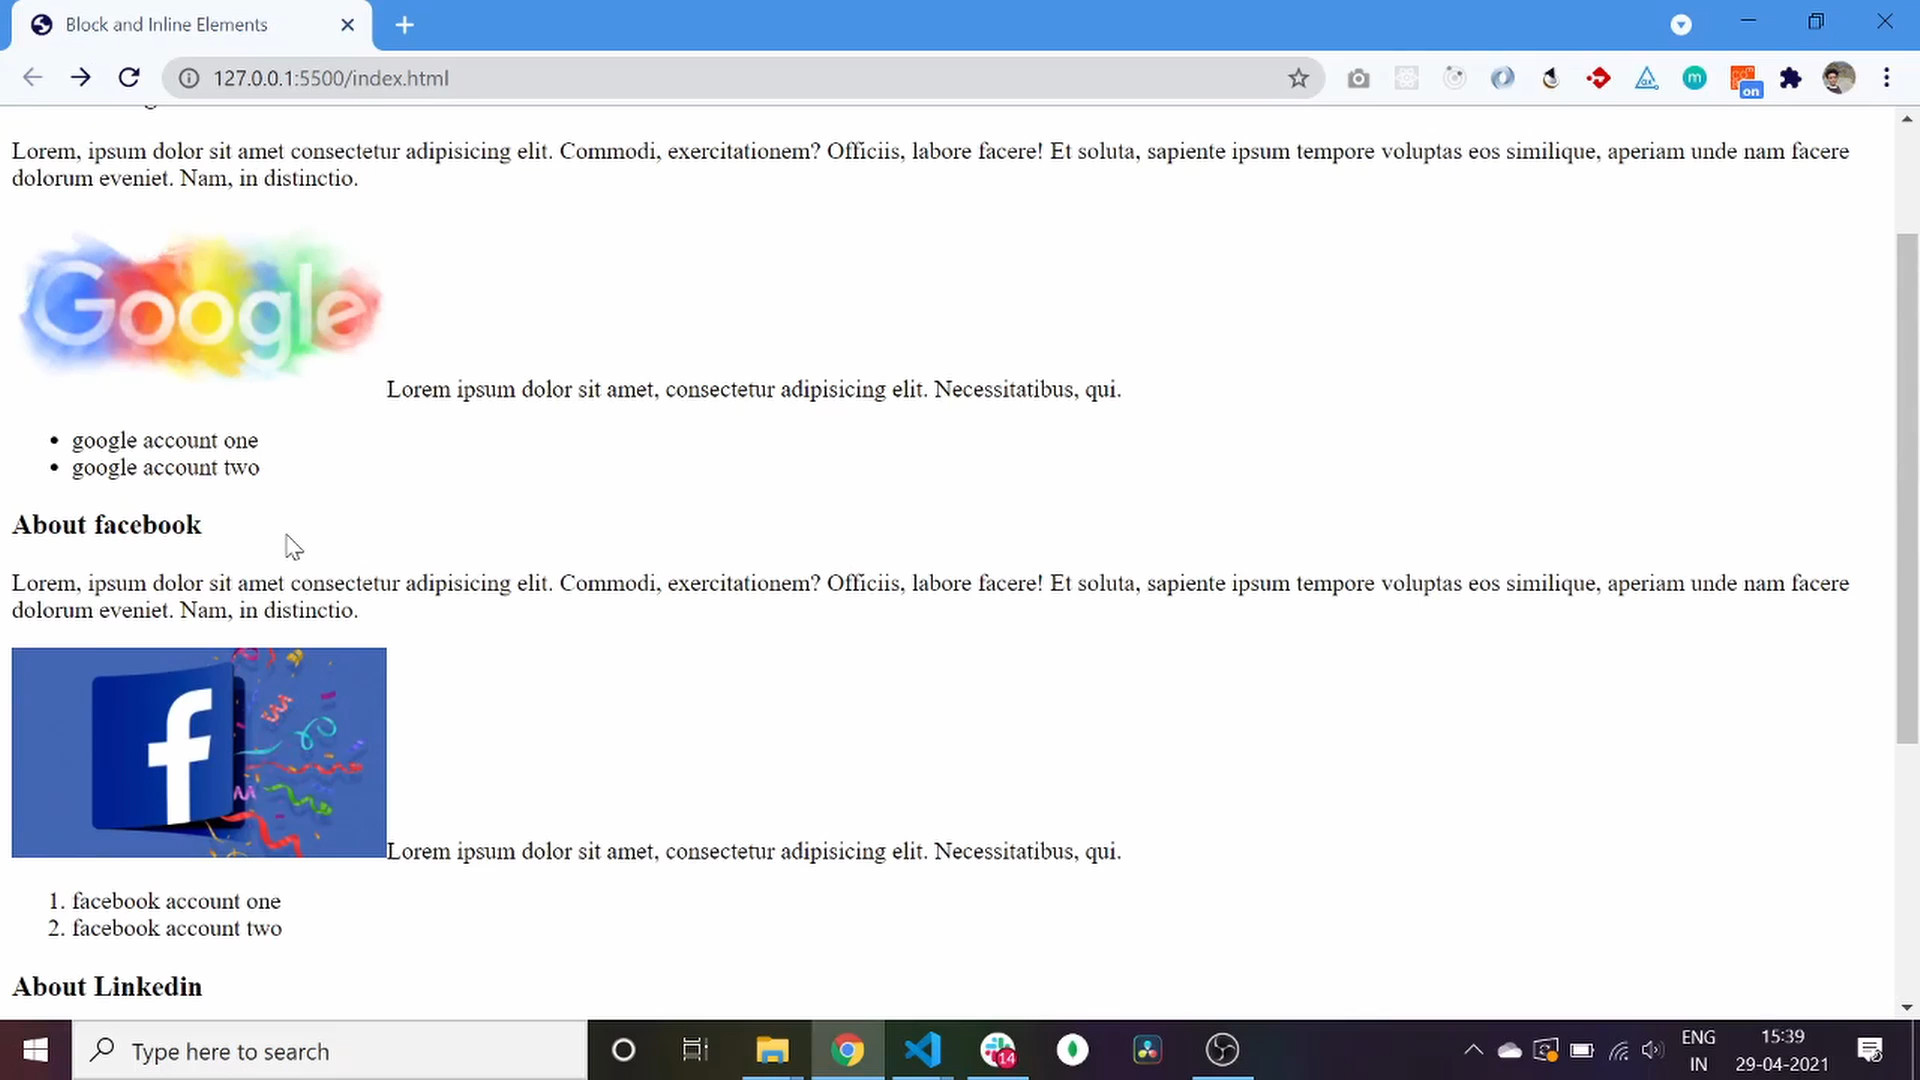 Block and Inline Elements
127.0.0.1:5500/index.html
m
on
Lorem, ipsum dolor sit amet consectetur adipisicing elit. Commodi, exercitationem? Officiis, labore facere! Et soluta, sapiente ipsum tempore voluptas eos similique, aperiam unde nam facere
dolorum eveniet. Nam, in distinctio.
Google
Lorem ipsum dolor sit amet, consectetur adipisicing elit. Necessitatibus, qui.
• google account one
• google account two
About facebook
Lorem, ipsum dolor sit amet consectetur adipisicing elit. Commodi, exercitationem? Officiis, labore facere! Et soluta, sapiente ipsum tempore voluptas eos similique, aperiam unde nam facere
dolorum eveniet. Nam, in distinctio.
f
Lorem ipsum dolor sit amet, consectetur adipisicing elit. Necessitatibus, qui.
1. facebook account one
2. facebook account two
About Linkedin
Type here to search
14
ENG
IN
15:39
29-04-2021